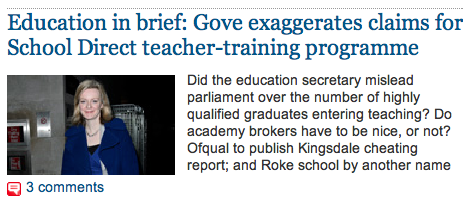 Education in brief: Gove exaggerates claims for
School Direct teacher-training programme
Did the education secretary mislead
parliament over the number of highly
qualified graduates entering teaching? Do
academy brokers have to be nice, or not?
Ofqual to publish Kingsdale cheating
report; and Roke school by another name
3 comments